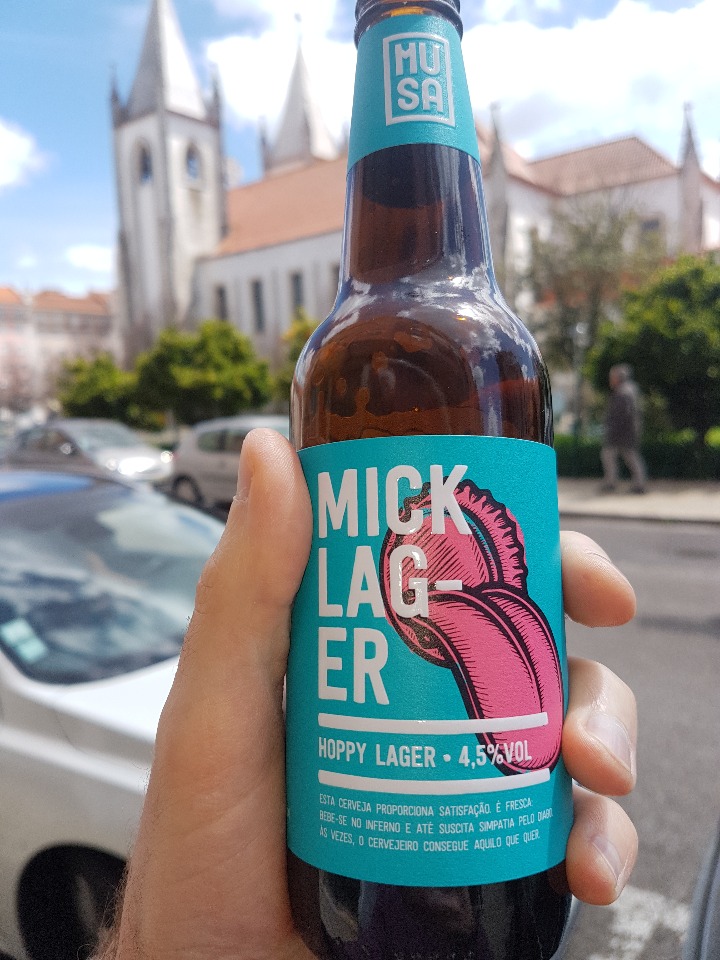 MU
SA
MICK
LAG-
ER
HOPPY LAGER • 4,5%VOL
ESTA CERVEJA PROPORCIONA SATISFAÇÃO. É FRESCA.
BEBE-SE NO INFERNO E ATÉ SUSCITA SIMPATIA PELO DIABO.
ÀS VEZES, O CERVEJEIRO CONSEGUE AQUILO QUE QUER.